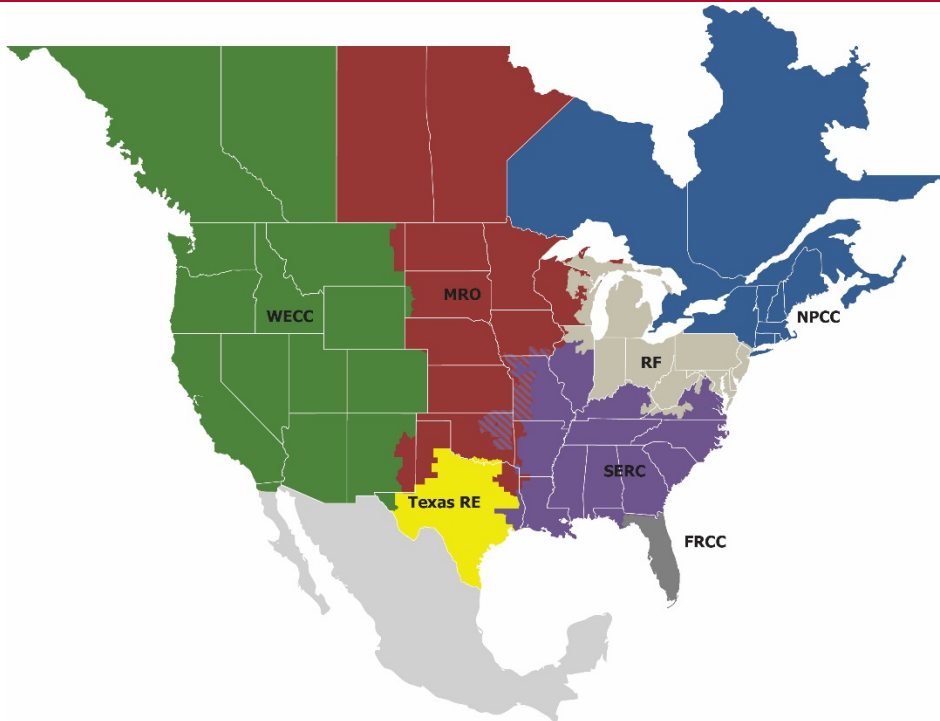 MRO
WECC
NPCC
RF
SERC
Texas RE
FRCC